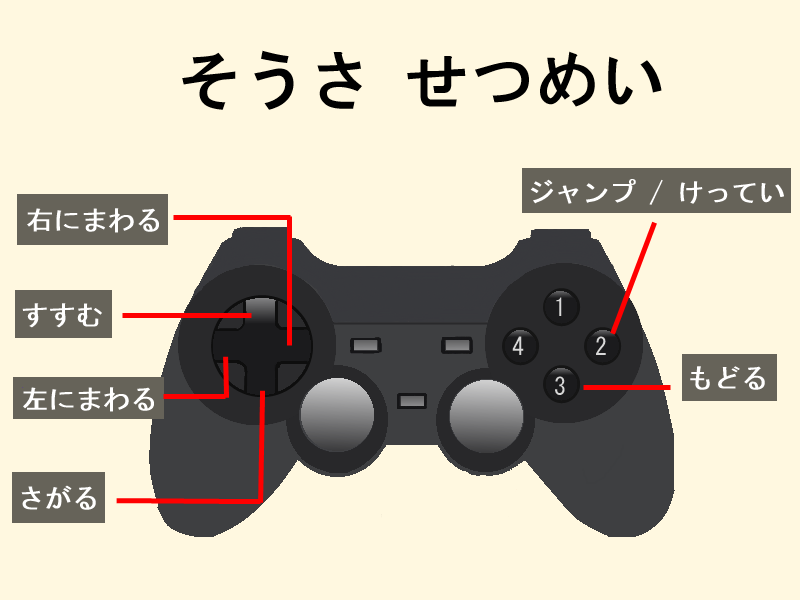 そうさ せつめい
ジャンプ / けってい
右にまわる
すすむ
左にまわる
さがる
1
4
2
3
もどる